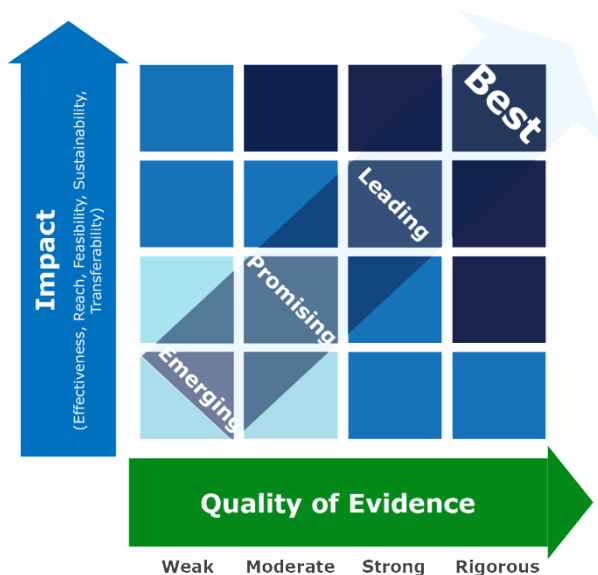 Impact
(Effectiveness, Reach, Feasibility, Sustainability,
Transferability)
Best
Leading
Promising
Emerging
Quality of Evidence
Weak Moderate Strong Rigorous